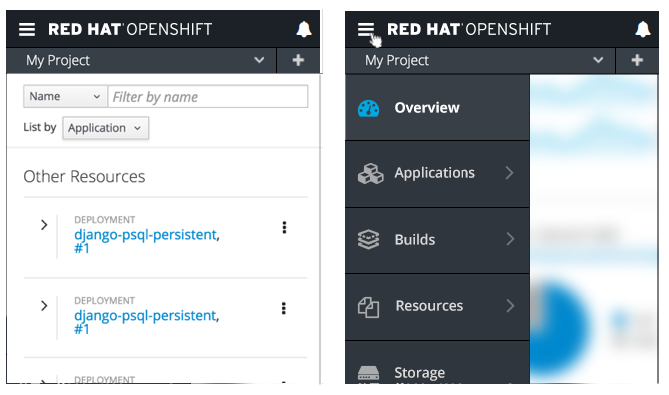 RED HAT OPENSHIFT
My Project
Name
Filter by name
List by
Application
Other Resources
DEPLOYMENT
django-psql-persistent,
#1
DEPLOYMENT
django-psql-persistent,
#1
DEPLOYMENT
RED HAT OPENSHIFT
My Project
Overview
Applications
Builds
Resources
Storage